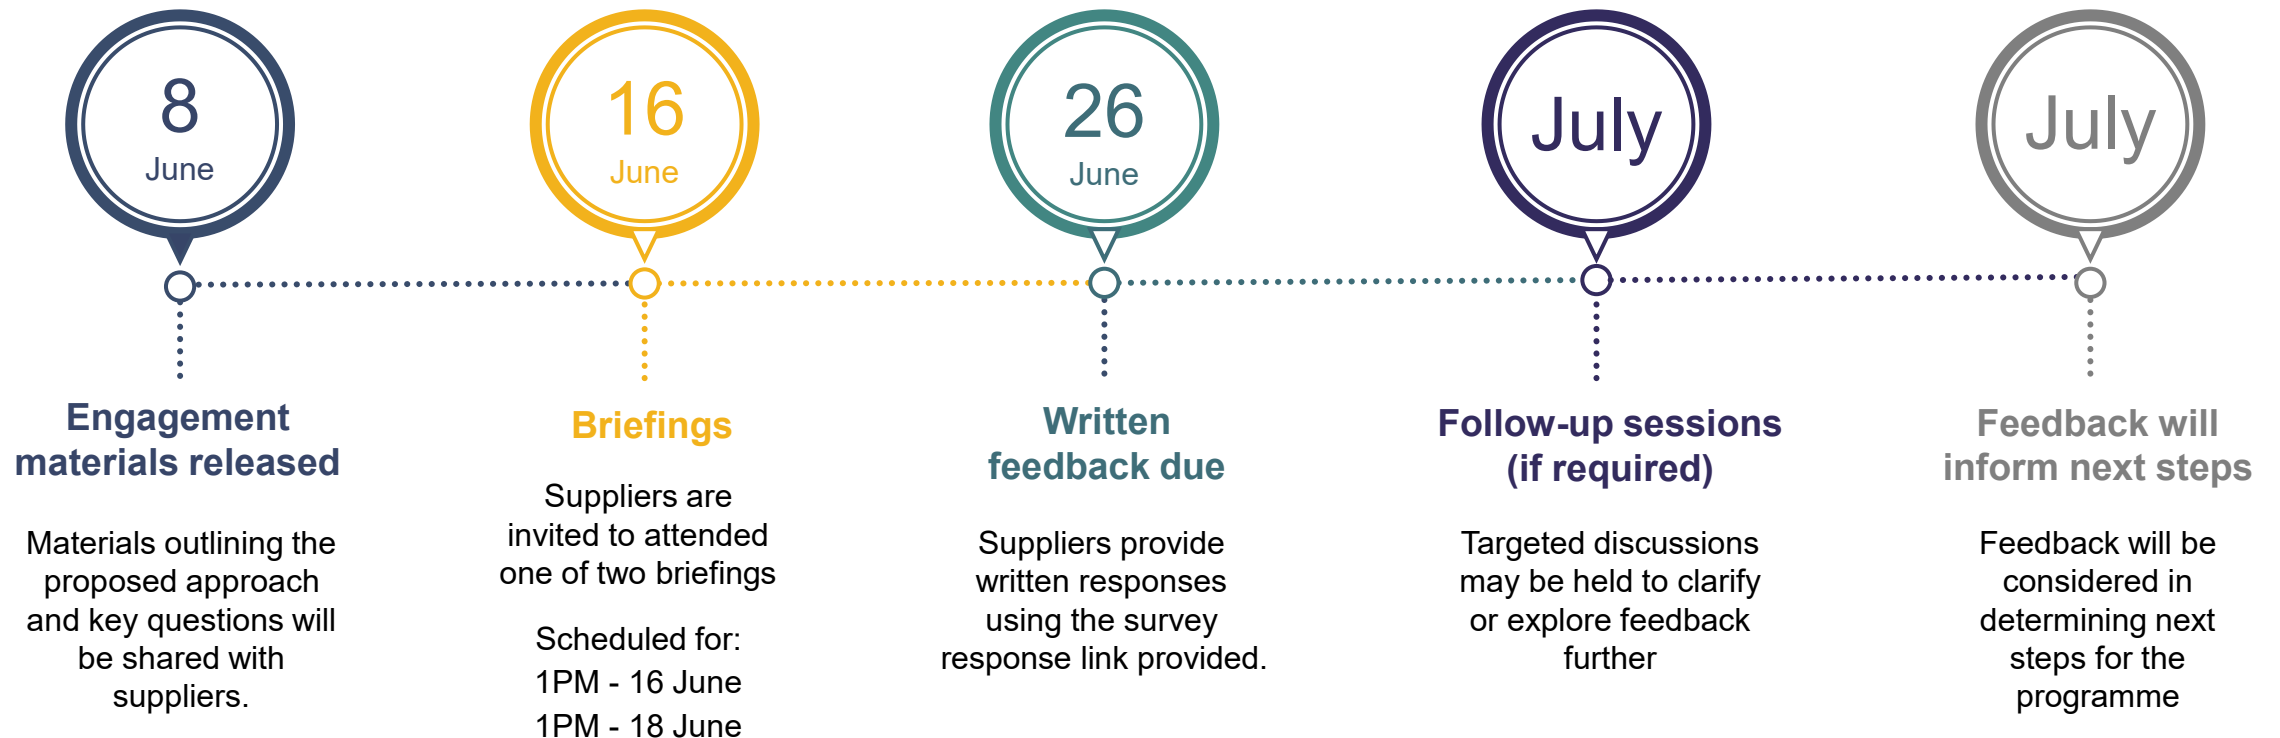 8
June
Engagement
materials released
Materials outlining the
proposed approach
and key questions will
be shared with
suppliers.
16
June
Briefings
Suppliers are
invited to attended
one of two briefings
Scheduled for:
1PM - 16 June
1PM - 18 June
26
June
Written
feedback due
Suppliers provide
written responses
using the survey
response link provided.
July
Follow-up sessions
(if required)
Targeted discussions
may be held to clarify
or explore feedback
further
July
Feedback will
inform next steps
Feedback will be
considered in
determining next
steps for the
programme